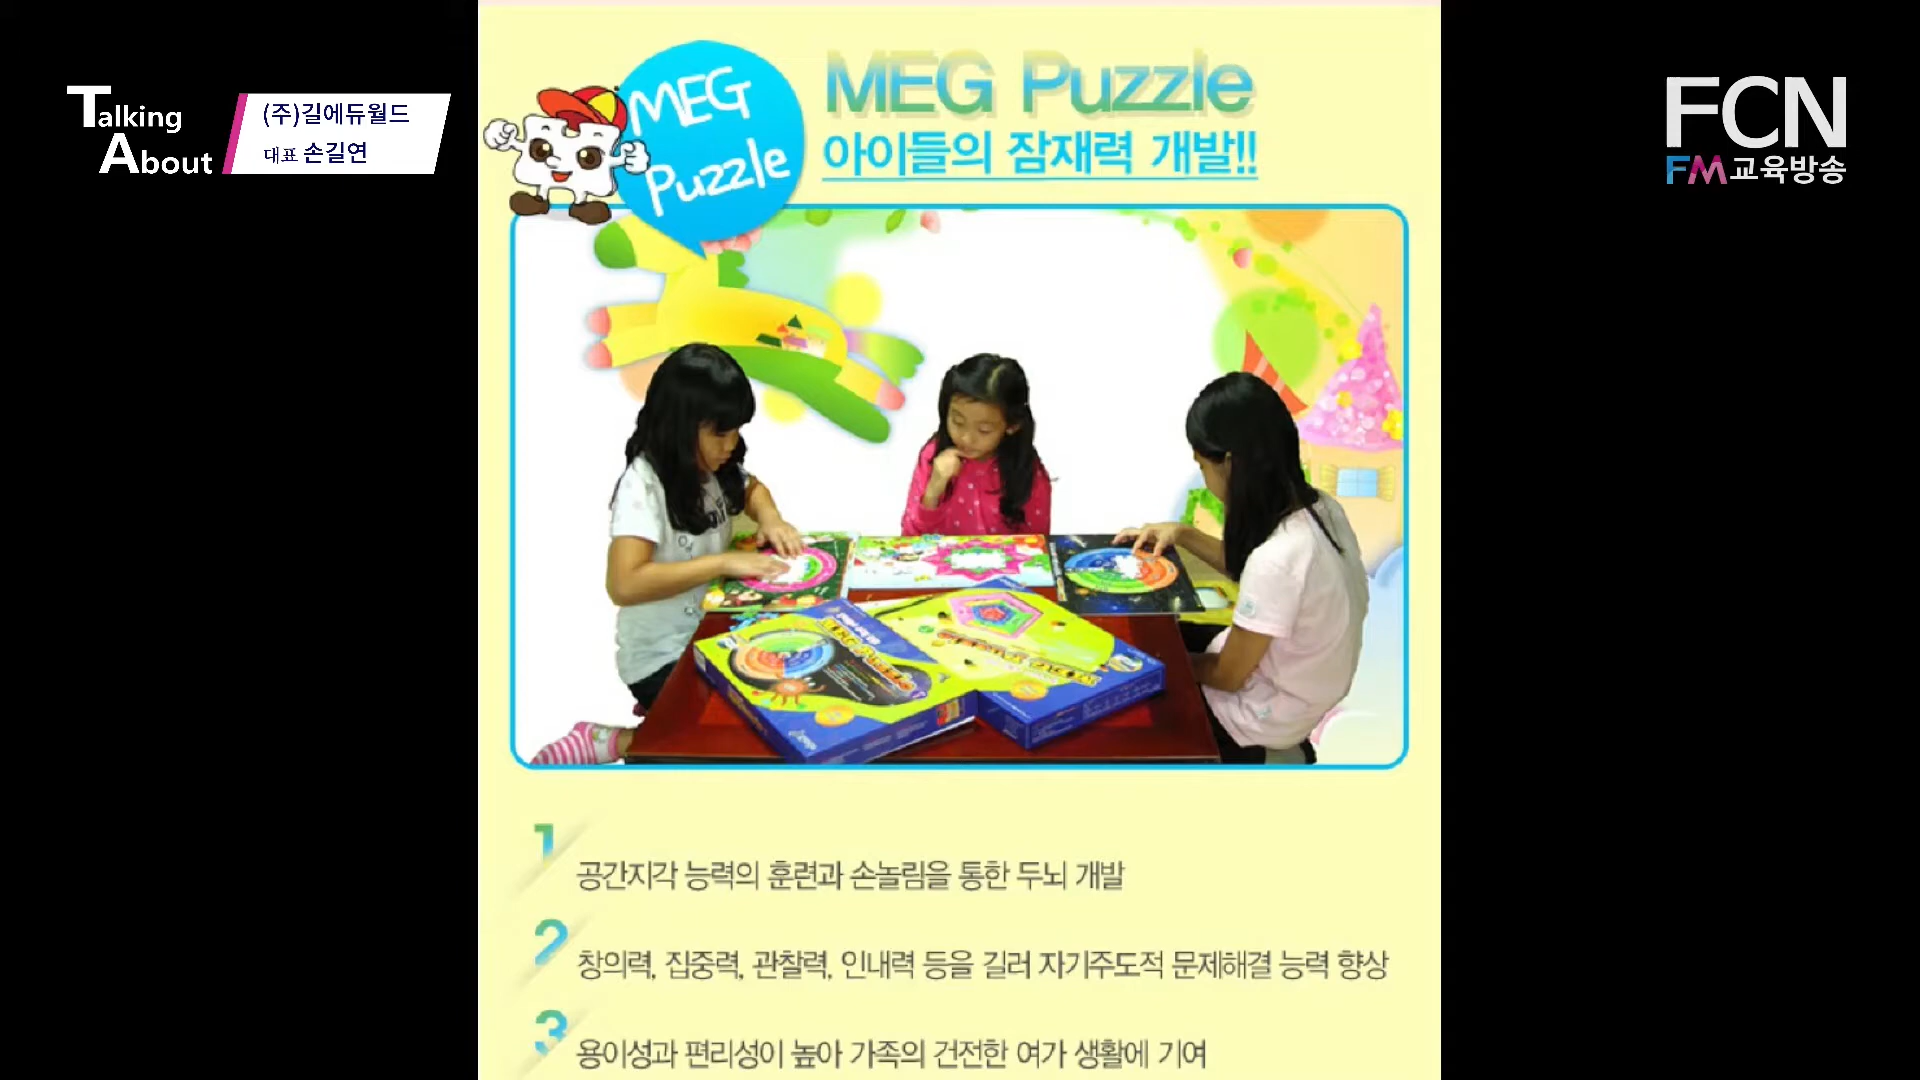 Talking
About
(주)길에듀월드
대표 손길연
FCN
FM교육방송
MEG
Puzzle
MEG Puzzle
아이들의 잠재력 개발!!
1
공간지각 능력의 훈련과 손놀림을 통한 두뇌 개발
2
창의력, 집중력, 관찰력, 인내력 등을 길러 자기주도적 문제해결 능력 향상
3
용이성과 편리성이 높아 가족의 건전한 여가 생활에 기여